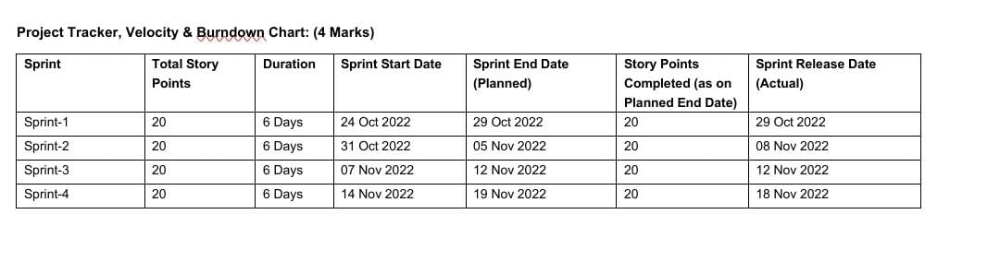 Project Tracker, Velocity & Burndown Chart: (4 Marks)
Sprint Total Story Points Duration Sprint Start Date Sprint End Date (Planned) Story Points Completed (as on Planned End Date) Sprint Release Date (Actual)
Sprint-1 20 6 Days 24 Oct 2022 29 Oct 2022 20 29 Oct 2022
Sprint-2 20 6 Days 31 Oct 2022 05 Nov 2022 20 08 Nov 2022
Sprint-3 20 6 Days 07 Nov 2022 12 Nov 2022 20 12 Nov 2022
Sprint-4 20 6 Days 14 Nov 2022 19 Nov 2022 20 18 Nov 2022